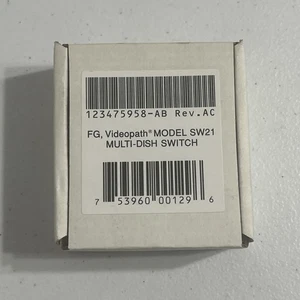 123475958-AB Rev.AC
FG, Videopath® MODEL SW21
MULTI-DISH SWITCH
7 53960 00129 6